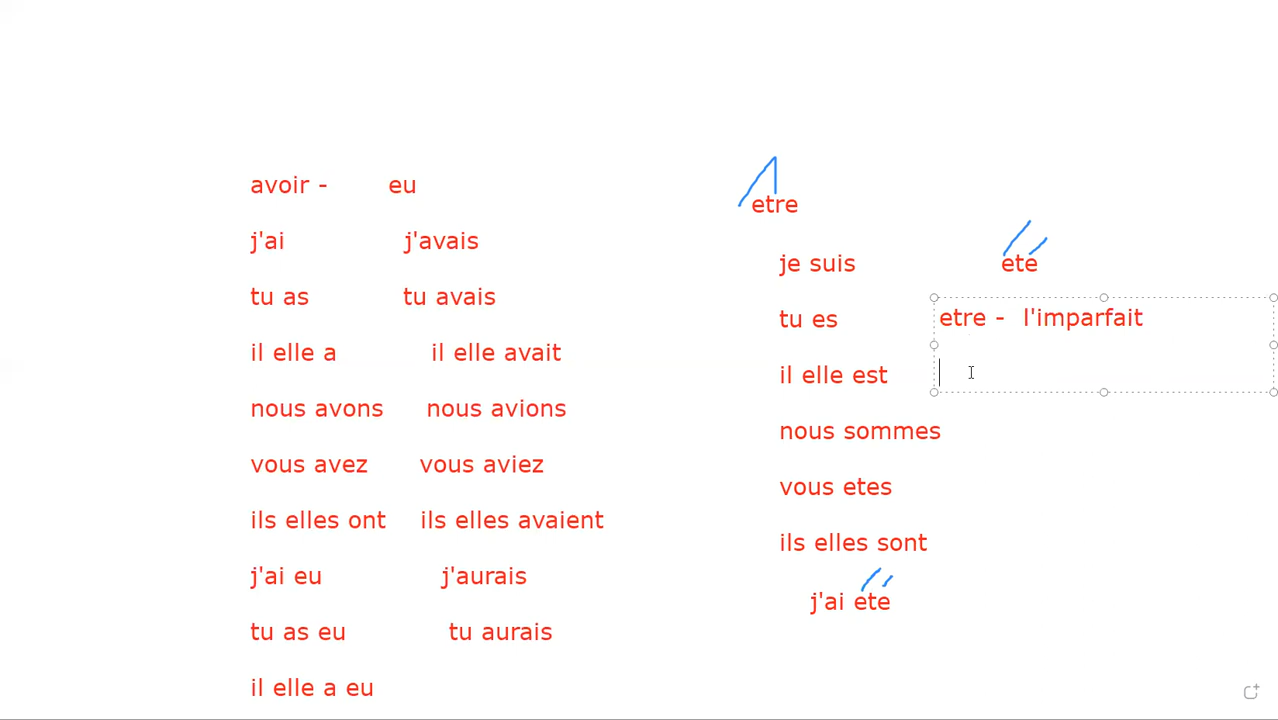 avoir - eu
j'ai j'avais
tu as tu avais
il elle a il elle avait
nous avons nous avions
vous avez vous aviez
ils elles ont ils elles avaient
j'ai eu j'aurais
tu as eu tu aurais
il elle a eu
etre
je suis ete
tu es etre - l'imparfait
il elle est
nous sommes
vous etes
ils elles sont
j'ai ete